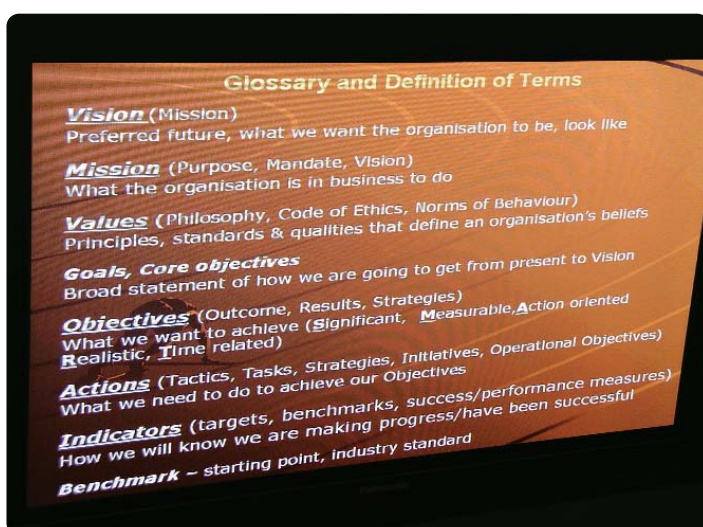 Glossary and Definition of Terms
Vision (Mission)
Preferred future, what we want the organisation to be, look like
Mission (Purpose, Mandate, Vision)
What the organisation is in business to do
Values (Philosophy, Code of Ethics, Norms of Behaviour)
Principles, standards & qualities that define an organisation's beliefs
Goals, Core objectives
Broad statement of how we are going to get from present to Vision
Objectives (Outcome, Results, Strategies)
What we want to achieve (Significant, Measurable,Action oriented
Realistic, TIme related)
Actions (Tactics, Tasks, Strategies, Initiatives, Operational Objectives)
What we need to do to achieve our Objectives
Indicators (targets, benchmarks, success/performance measures)
How we will know we are making progress/have been successful
Benchmark – starting point, industry standard